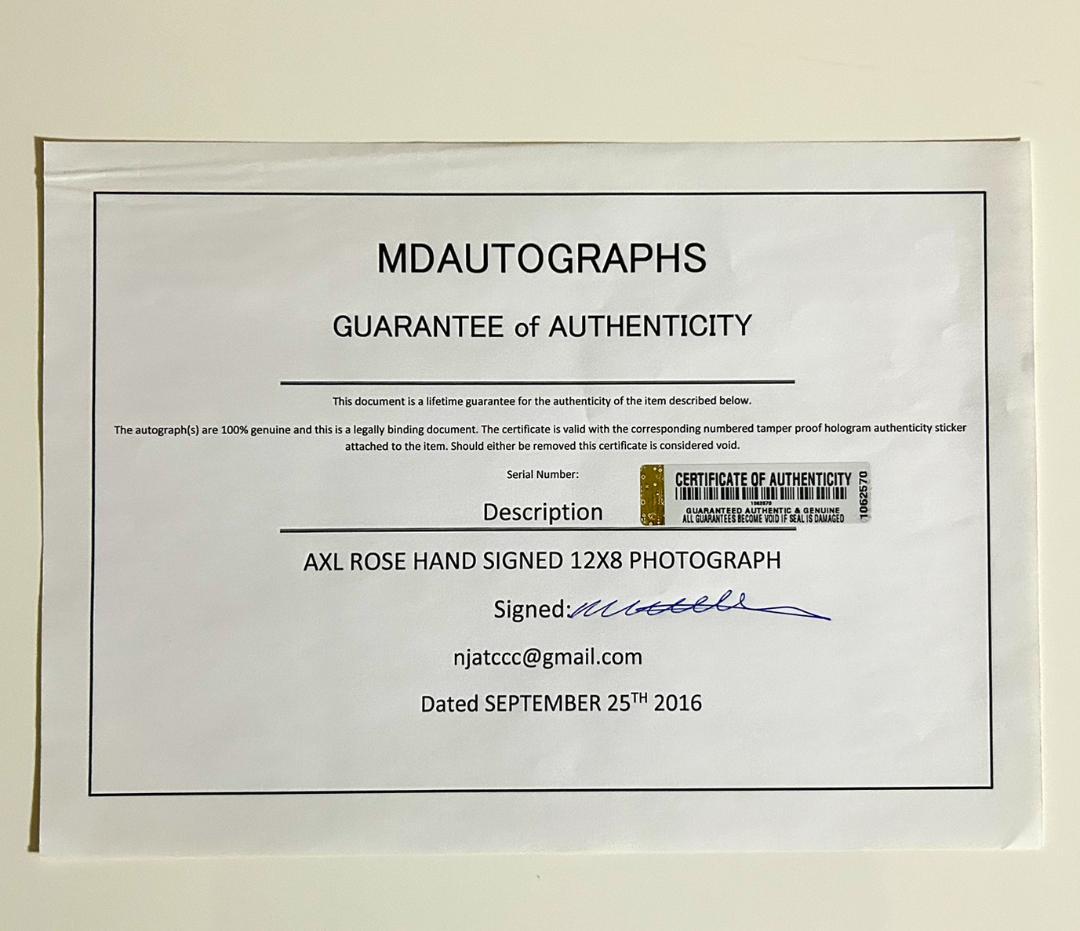 MDAUTOGRAPHS
GUARANTEE of AUTHENTICITY
This document is a lifetime guarantee for the authenticity of the item described below.
The autograph(s) are 100% genuine and this is a legally binding document. The certificate is valid with the corresponding numbered tamper proof hologram authenticity sticker
attached to the item. Should either be removed this certificate is considered void.
Serial Number:
CERTIFICATE OF AUTHENTICITY
1062570
GUARANTEED AUTHENTIC & GENUINE
ALL GUARANTEES BECOME VOID IF SEAL IS DAMAGED
1062570
Description
AXL ROSE HAND SIGNED 12X8 PHOTOGRAPH
Signed:
njatccc@gmail.com
Dated SEPTEMBER 25TH 2016